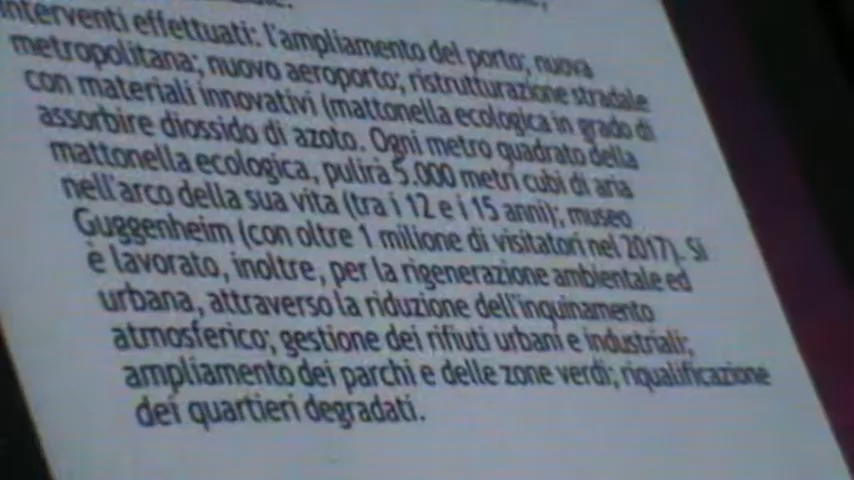 interventi effettuati: l'ampliamento del porto; nuova
metropolitana; nuovo aeroporto; ristrutturazione stradale
con materiali innovativi (mattonella ecologica in grado di
assorbire diossido di azoto. Ogni metro quadrato della
mattonella ecologica, pulirà 5.000 metri cubi di aria
nell'arco della sua vita (tra i 12 e i 15 anni); museo
Guggenheim (con oltre 1 milione di visitatori nel 2017). Si
è lavorato, inoltre, per la rigenerazione ambientale ed
urbana, attraverso la riduzione dell'inquinamento
atmosferico; gestione dei rifiuti urbani e industriali;
ampliamento dei parchi e delle zone verdi; riqualificazione
dei quartieri degradati.